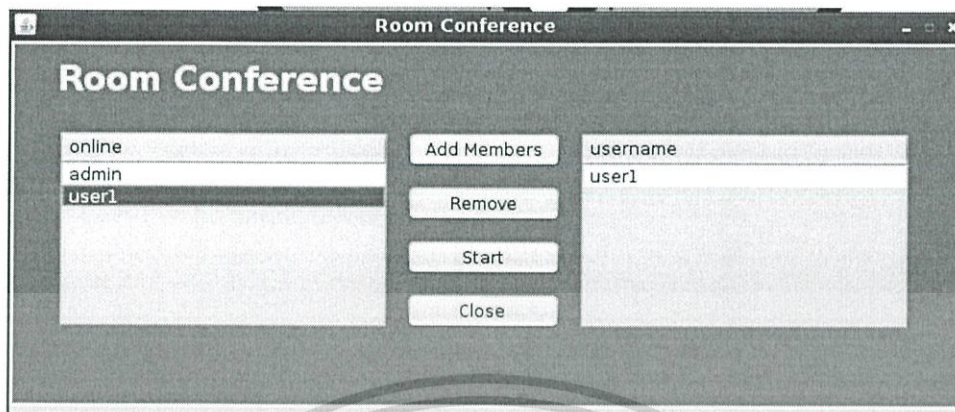 Room Conference
Room Conference
online
admin
user1
Add Members
Remove
Start
Close
username
user1